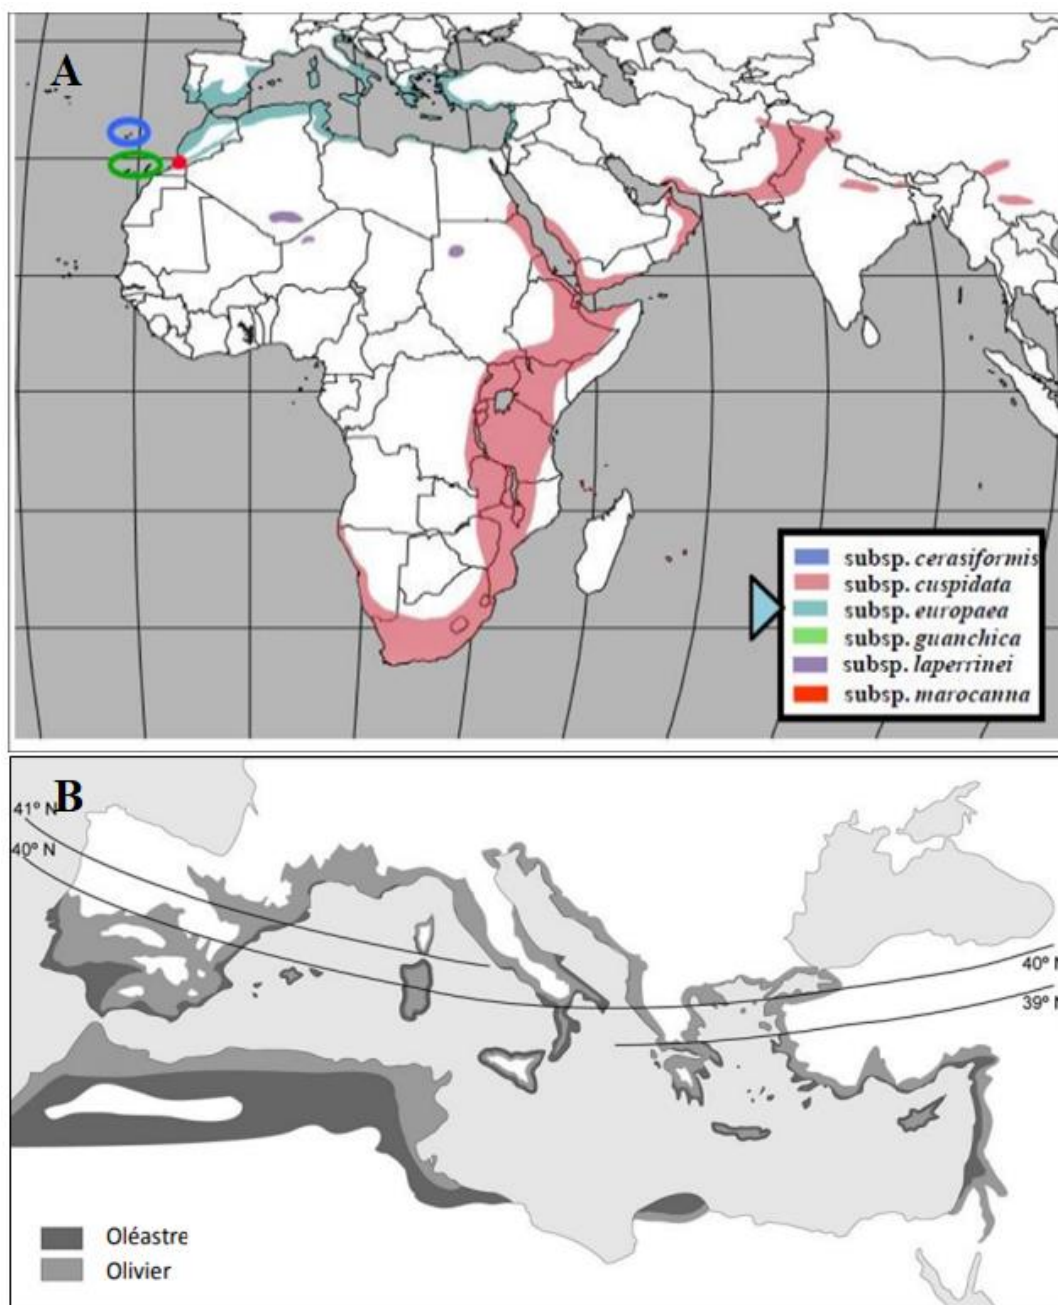 A
subsp. cerasiformis
subsp. cuspidata
subsp. europaea
subsp. guanchica
subsp. laperrinei
subsp. marocanna
B
41° N
40° N
40° N
39° N
Oléastre
Olivier